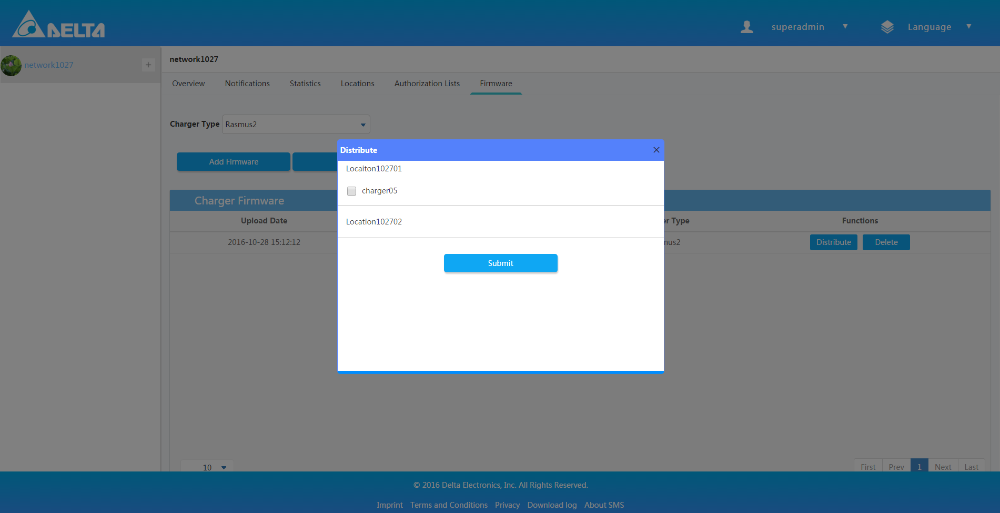 DELTA
superadmin
Language
network1027
+
network1027
Overview
Notifications
Statistics
Locations
Authorization Lists
Firmware
Charger Type
Rasmus2
Add Firmware
Distribute
Locaiton102701
charger05
Location102702
Submit
Charger Firmware
Upload Date
er Type
Functions
2016-10-28 15:12:12
mus2
Distribute
Delete
10
First
Prev
1
Next
Last
© 2016 Delta Electronics, Inc. All Rights Reserved.
Imprint Terms and Conditions Privacy Download log About SMS